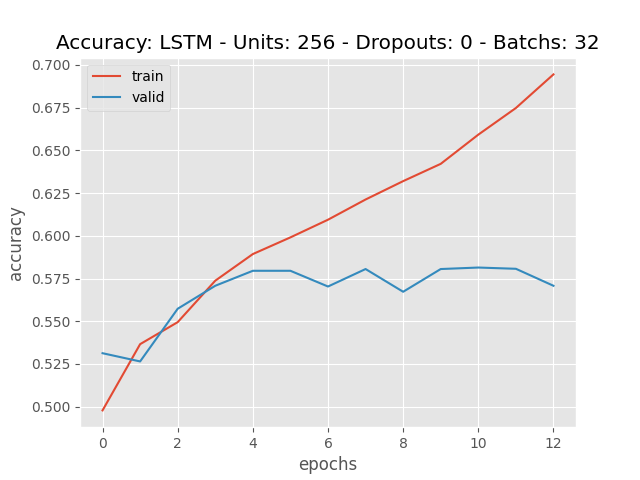 Accuracy: LSTM - Units: 256 - Dropouts: 0 - Batchs: 32
train
valid
0.700
0.675
0.650
0.625
0.600
0.575
0.550
0.525
0.500
accuracy
0 2 4 6 8 10 12
epochs